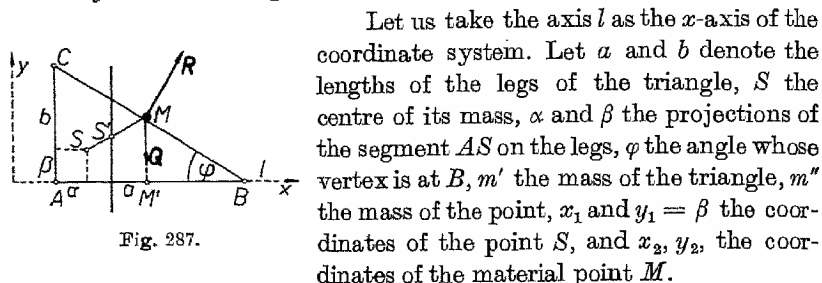 Let us take the axis l as the x-axis of the
coordinate system. Let a and b denote the
lengths of the legs of the triangle, S the
centre of its mass, α and β the projections of
the segment AS on the legs, φ the angle whose
vertex is at B, m′ the mass of the triangle, m″
the mass of the point, x₁ and y₁ = β the coor-
dinates of the point S, and x₂, y₂, the coor-
dinates of the material point M.
y C R
b M
S S'
Q
β φ l
A α a M' B x
Fig. 287.